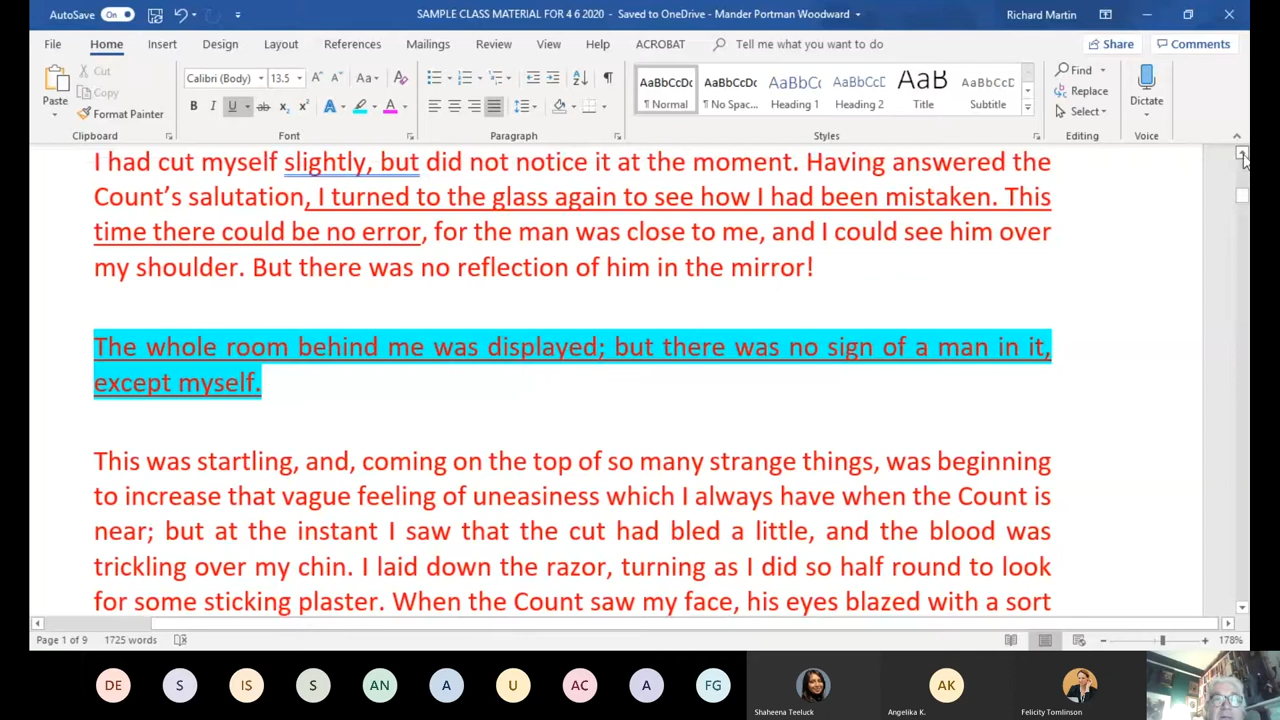 AutoSave On SAMPLE CLASS MATERIAL FOR 4 6 2020 - Saved to OneDrive - Mander Portman Woodward Richard Martin
File Home Insert Design Layout References Mailings Review View Help ACROBAT Tell me what you want to do Share Comments
Paste Cut Copy Format Painter
Calibri (Body) 13.5 Aa
B I U ab x₂ x² A A
AaBbCcDc AaBbCcDc AaBbCc AaBbCcC AaB AaBbCcD
¶ Normal ¶ No Spac... Heading 1 Heading 2 Title Subtitle
Find Replace Select Dictate
Clipboard Font Paragraph Styles Editing Voice
I had cut myself slightly, but did not notice it at the moment. Having answered the
Count’s salutation, I turned to the glass again to see how I had been mistaken. This
time there could be no error, for the man was close to me, and I could see him over
my shoulder. But there was no reflection of him in the mirror!
The whole room behind me was displayed; but there was no sign of a man in it,
except myself.
This was startling, and, coming on the top of so many strange things, was beginning
to increase that vague feeling of uneasiness which I always have when the Count is
near; but at the instant I saw that the cut had bled a little, and the blood was
trickling over my chin. I laid down the razor, turning as I did so half round to look
for some sticking plaster. When the Count saw my face, his eyes blazed with a sort
Page 1 of 9 1725 words 178%
DE S IS S AN A U AC A FG AK
Shaheena Teeluck Angelika K. Felicity Tomlinson